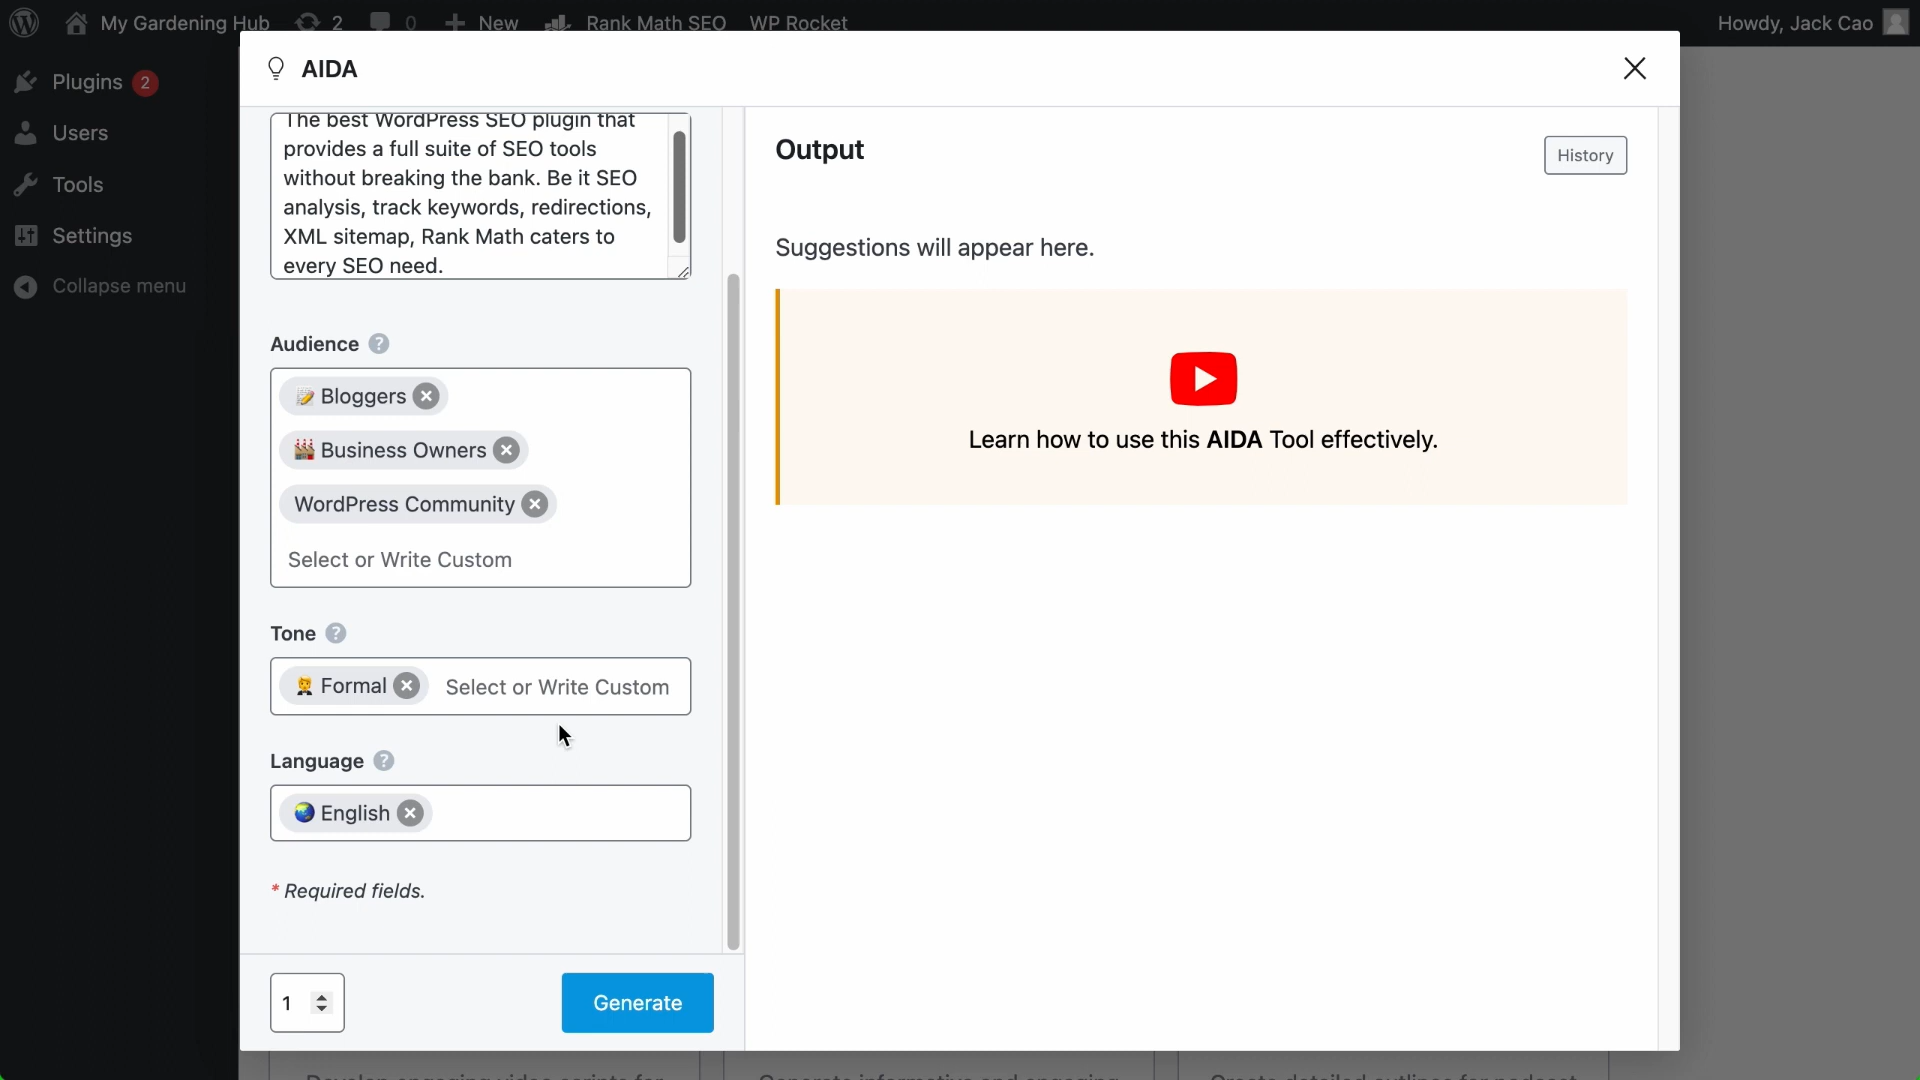 My Gardening Hub 2 0 New Rank Math SEO WP Rocket Howdy, Jack Cao
Plugins 2
Users
Tools
Settings
Collapse menu
AIDA
The best WordPress SEO plugin that
provides a full suite of SEO tools
without breaking the bank. Be it SEO
analysis, track keywords, redirections,
XML sitemap, Rank Math caters to
every SEO need.
Audience ?
Bloggers
Business Owners
WordPress Community
Select or Write Custom
Tone ?
Formal Select or Write Custom
Language ?
English
* Required fields.
1 Generate
Output History
Suggestions will appear here.
Learn how to use this AIDA Tool effectively.